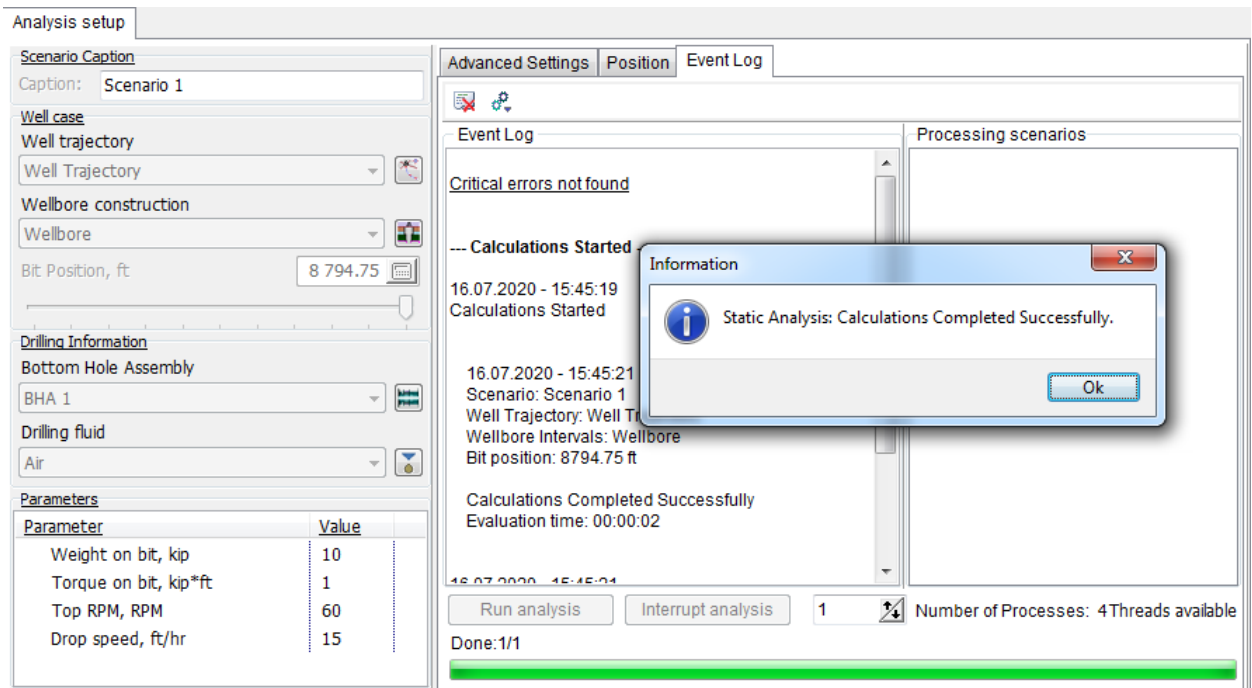 Analysis setup
Scenario Caption
Caption: Scenario 1
Well case
Well trajectory
Well Trajectory
Wellbore construction
Wellbore
Bit Position, ft 8 794.75
Drilling Information
Bottom Hole Assembly
BHA 1
Drilling fluid
Air
Parameters
Parameter Value
Weight on bit, kip 10
Torque on bit, kip*ft 1
Top RPM, RPM 60
Drop speed, ft/hr 15
Advanced Settings Position Event Log
Event Log
Critical errors not found
--- Calculations Started -
16.07.2020 - 15:45:19
Calculations Started
16.07.2020 - 15:45:21
Scenario: Scenario 1
Well Trajectory: Well Tr
Wellbore Intervals: Wellbore
Bit position: 8794.75 ft
Calculations Completed Successfully
Evaluation time: 00:00:02
16.07.2020 - 15:45:21
Processing scenarios
Information
Static Analysis: Calculations Completed Successfully.
Ok
Run analysis Interrupt analysis 1 Number of Processes: 4 Threads available
Done:1/1